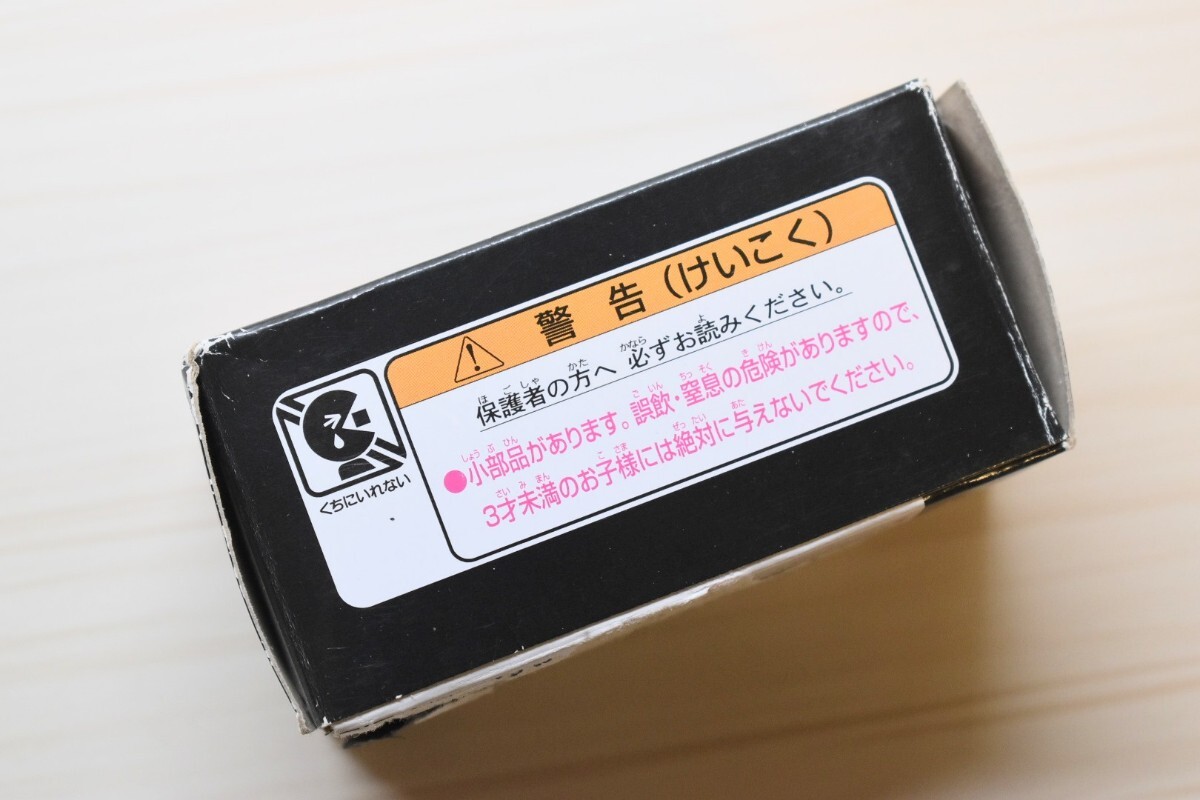 警告(けいこく)
保護者の方へ 必ずお読みください。
●小部品があります。誤飲・窒息の危険がありますので、
3才未満のお子様には絶対に与えないでください。
くちにいれない